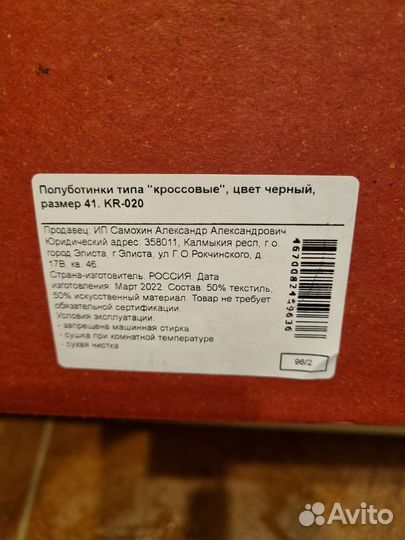 Полуботинки типа "кроссовые", цвет черный,
размер 41. KR-020
Продавец: ИП Самохин Александр Александрович
Юридический адрес: 358011, Калмыкия респ, г.о.
город Элиста, г Элиста, ул Г.О.Рокчинского, д.
17В, кв. 46
Страна-изготовитель: РОССИЯ. Дата
изготовления: Март 2022. Состав: 50% текстиль;
50% искусственный материал. Товар не требует
обязательной сертификации.
Условия эксплуатации:
- запрещена машинная стирка
- сушка при комнатной температуре
- сухая чистка
4670082459636
96/2
Avito